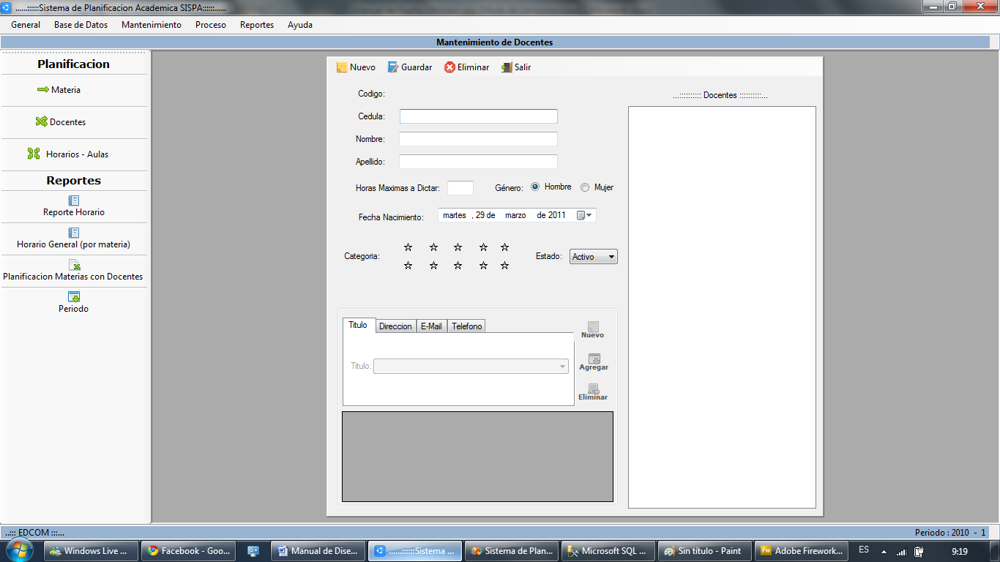 ......::::::Sistema de Planificacion Academica SISPA::::::......
General Base de Datos Mantenimiento Proceso Reportes Ayuda
Mantenimiento de Docentes
Planificacion
Materia
Docentes
Horarios - Aulas
Reportes
Reporte Horario
Horario General (por materia)
Planificacion Materias con Docentes
Periodo
Nuevo Guardar Eliminar Salir
Codigo:
Cedula:
Nombre:
Apellido:
Horas Maximas a Dictar: Género: Hombre Mujer
Fecha Nacimiento: martes , 29 de marzo de 2011
Categoria: Estado: Activo
Titulo Direccion E-Mail Telefono
Titulo:
Nuevo
Agregar
Eliminar
...:::::::::: Docentes ::::::::::...
..::: EDCOM :::... Periodo : 2010 - 1
Windows Live ... Facebook - Goo... Manual de Dise... ......::::::Sistema ... Sistema de Plan... Microsoft SQL ... Sin título - Paint Adobe Firework... ES 9:19